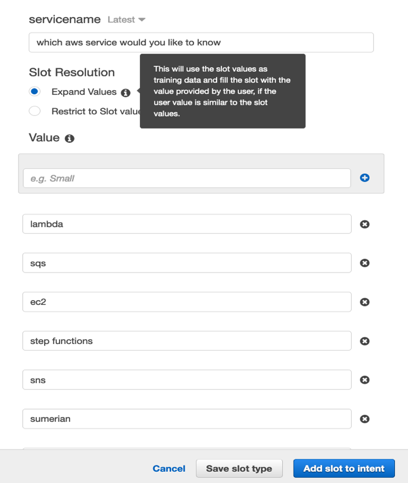 servicename Latest
which aws service would you like to know
Slot Resolution
Expand Values
This will use the slot values as
training data and fill the slot with the
value provided by the user, if the
user value is similar to the slot
values.
Restrict to Slot value
Value
e.g. Small
lambda
sqs
ec2
step functions
sns
sumerian
Cancel Save slot type Add slot to intent